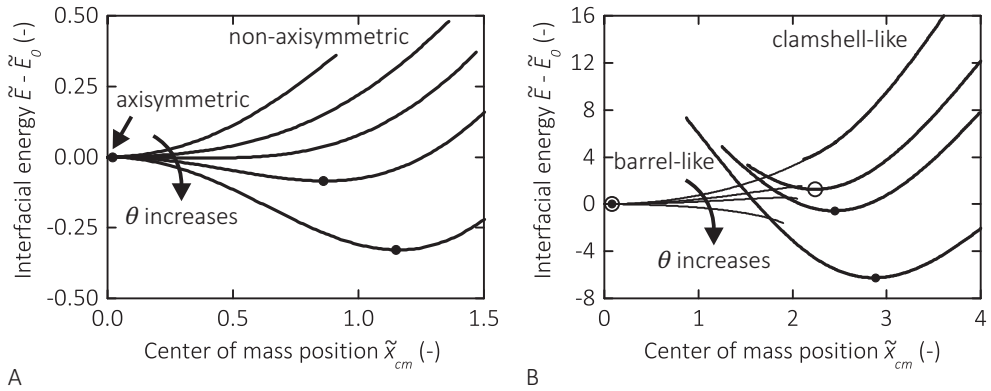 0.50
0.25
0.00
-0.25
-0.50
0.0
0.5
1.0
1.5
Interfacial energy Ẽ - Ẽ₀ (-)
Center of mass position x̃cm (-)
non-axisymmetric
axisymmetric
θ increases
A
16
12
8
4
0
-4
-8
0
1
2
3
4
Interfacial energy Ẽ - Ẽ₀ (-)
Center of mass position x̃cm (-)
clamshell-like
barrel-like
θ increases
B